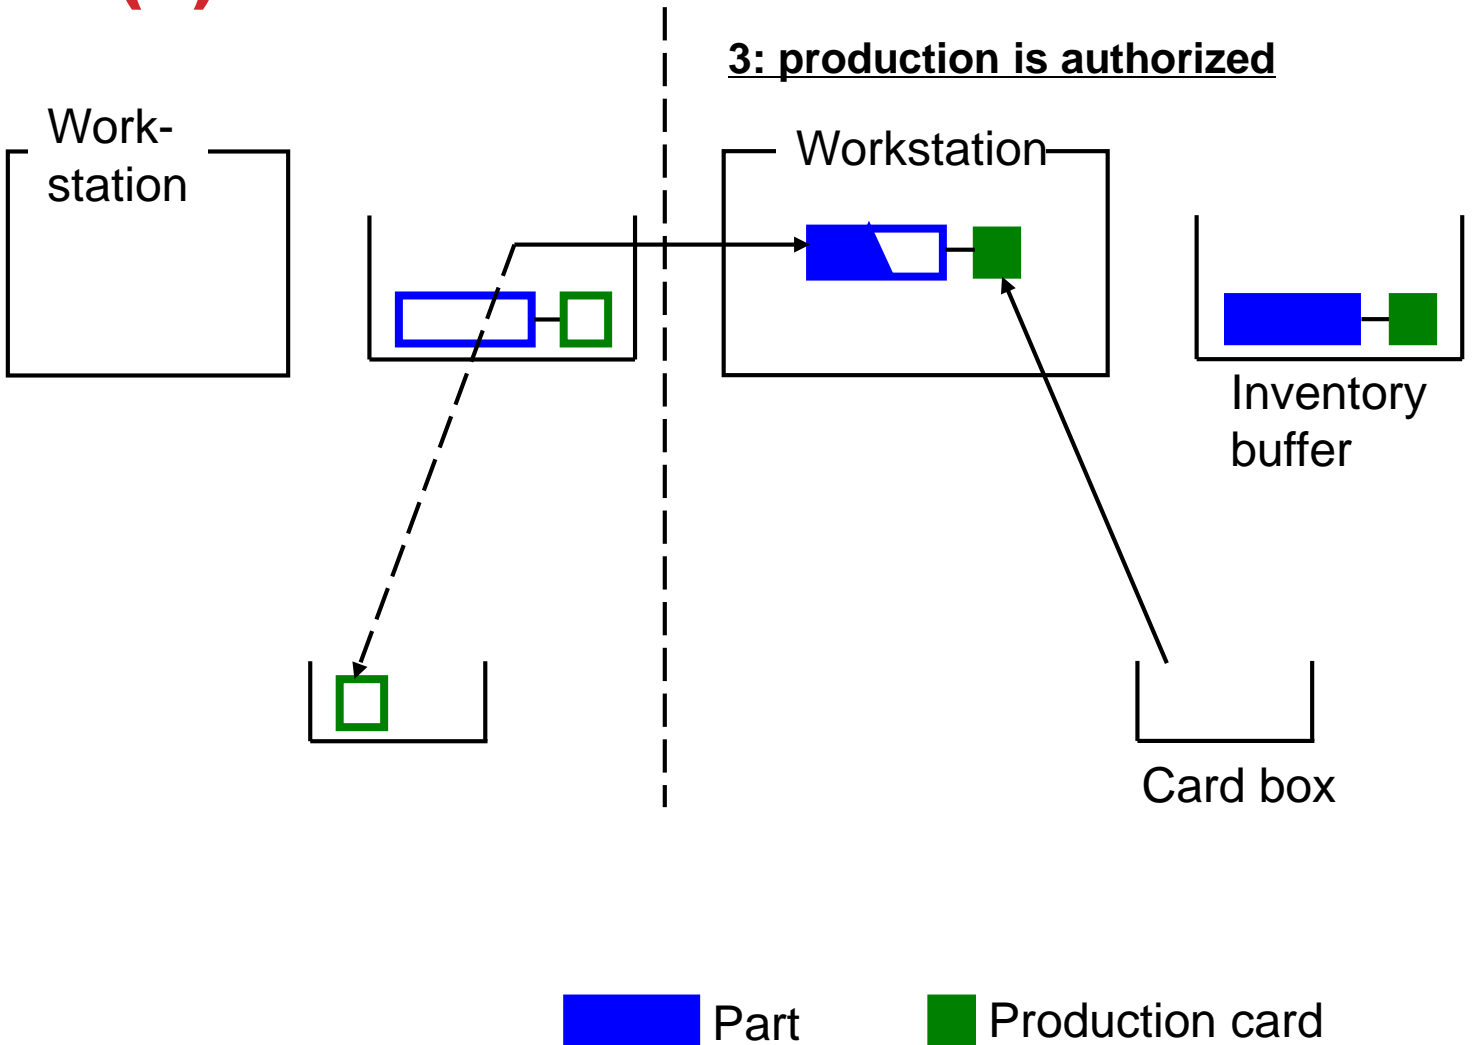 3: production is authorized
Work-
station
Workstation
Inventory
buffer
Card box
Part
Production card